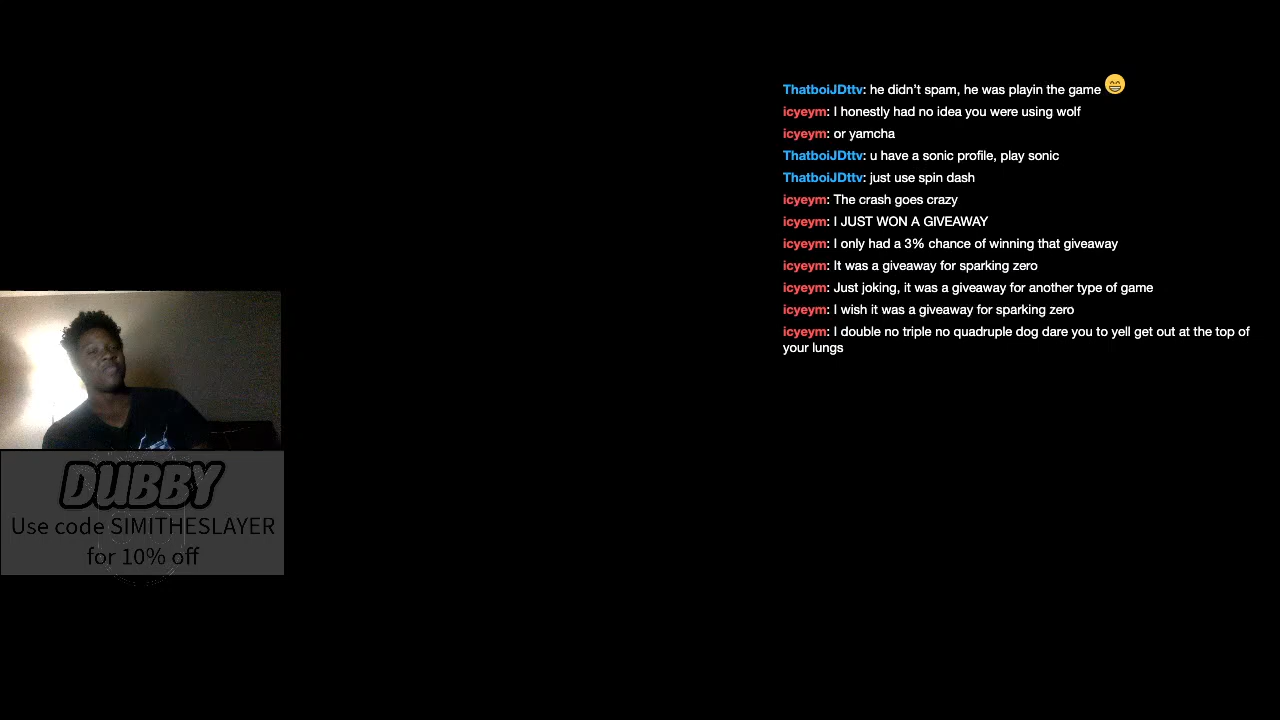 ThatboiJDttv: he didn't spam, he was playin the game 😁
icyeym: I honestly had no idea you were using wolf
icyeym: or yamcha
ThatboiJDttv: u have a sonic profile, play sonic
ThatboiJDttv: just use spin dash
icyeym: The crash goes crazy
icyeym: I JUST WON A GIVEAWAY
icyeym: I only had a 3% chance of winning that giveaway
icyeym: It was a giveaway for sparking zero
icyeym: Just joking, it was a giveaway for another type of game
icyeym: I wish it was a giveaway for sparking zero
icyeym: I double no triple no quadruple dog dare you to yell get out at the top of
your lungs
DUBBY
Use code SIMITHESLAYER
for 10% off